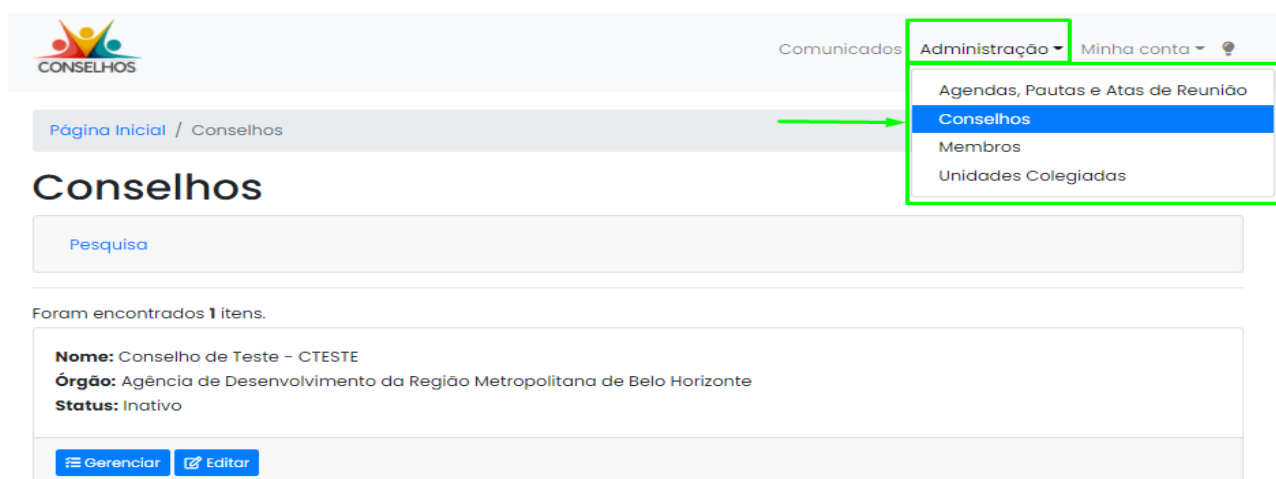 CONSELHOS
Comunicados Administração Minha conta
Agendas, Pautas e Atas de Reunião
Conselhos
Membros
Unidades Colegiadas
Página Inicial / Conselhos
Conselhos
Pesquisa
Foram encontrados 1 itens.
Nome: Conselho de Teste - CTESTE
Órgão: Agência de Desenvolvimento da Região Metropolitana de Belo Horizonte
Status: Inativo
Gerenciar Editar